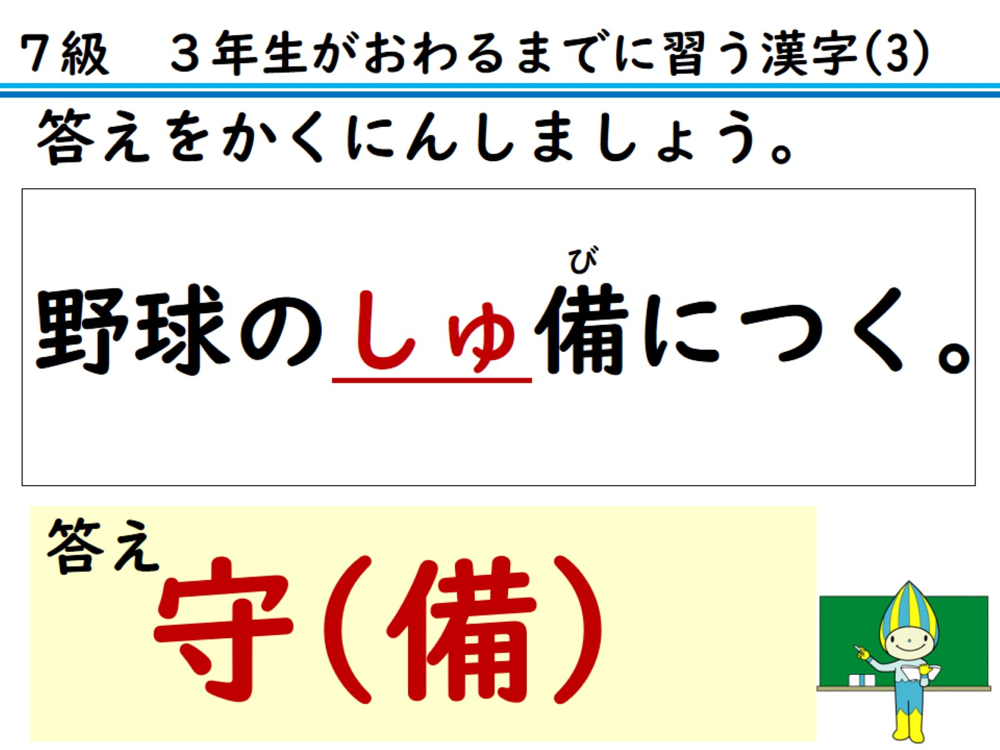 ７級　３年生がおわるまでに習う漢字(3)
答えをかくにんしましょう。
び
野球のしゅ備につく。
答え
守(備)